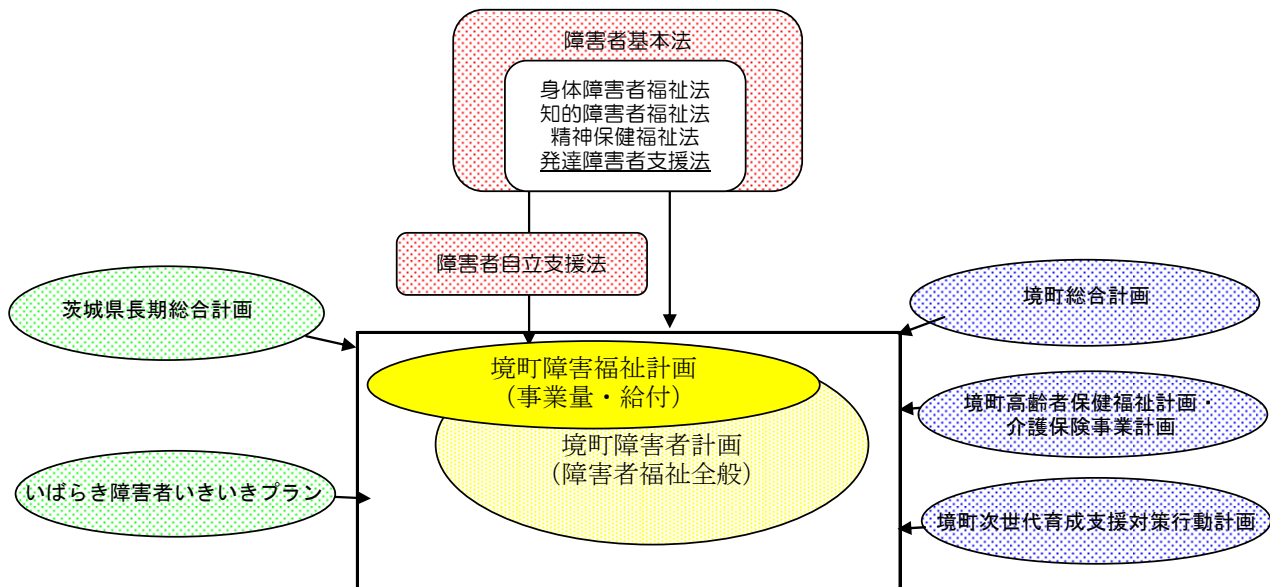 障害者基本法
身体障害者福祉法
知的障害者福祉法
精神保健福祉法
発達障害者支援法
障害者自立支援法
茨城県長期総合計画
境町総合計画
境町障害福祉計画
（事業量・給付）
境町高齢者保健福祉計画・
介護保険事業計画
境町障害者計画
（障害者福祉全般）
いばらき障害者いきいきプラン
境町次世代育成支援対策行動計画